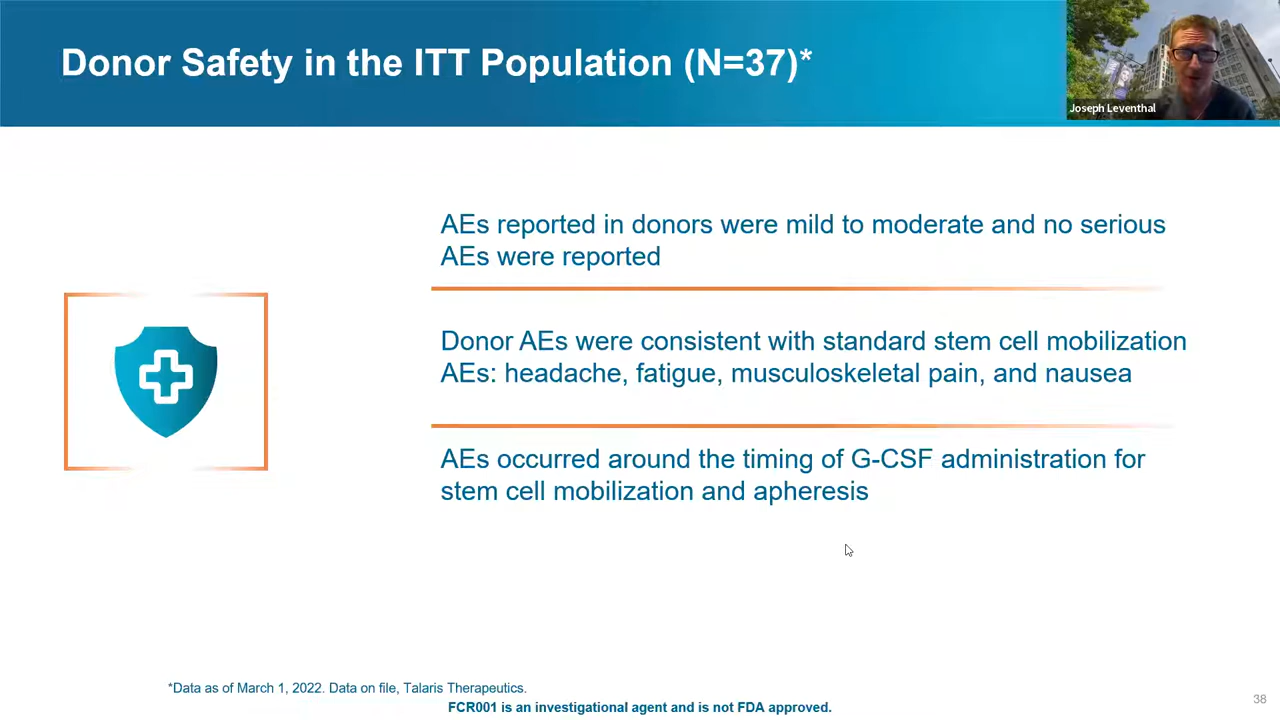 Donor Safety in the ITT Population (N=37)*
Joseph Leventhal
AEs reported in donors were mild to moderate and no serious
AEs were reported
Donor AEs were consistent with standard stem cell mobilization
AEs: headache, fatigue, musculoskeletal pain, and nausea
AEs occurred around the timing of G-CSF administration for
stem cell mobilization and apheresis
*Data as of March 1, 2022. Data on file, Talaris Therapeutics.
FCR001 is an investigational agent and is not FDA approved.
38